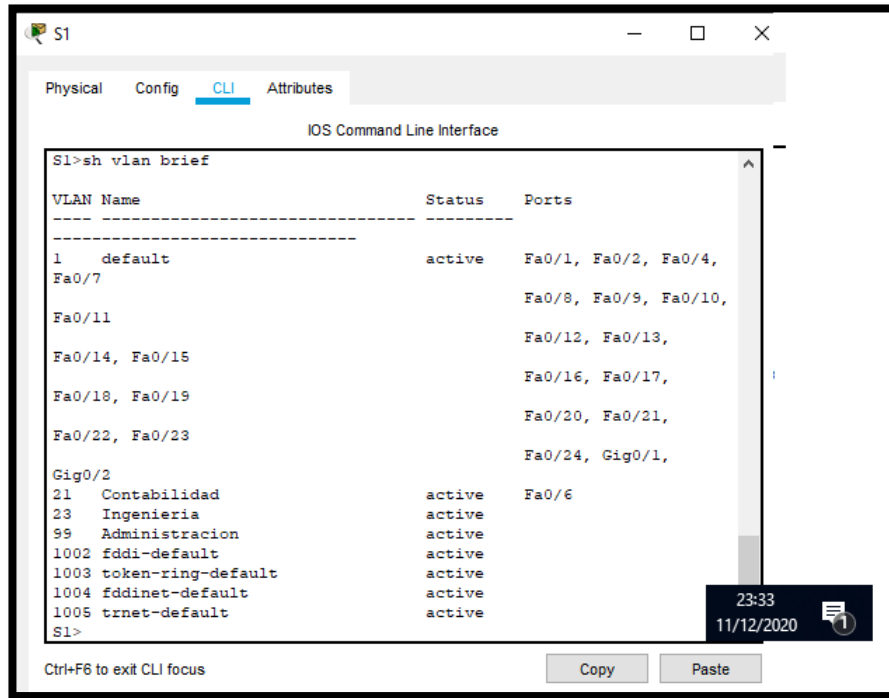 S1
Physical Config CLI Attributes
IOS Command Line Interface
S1>sh vlan brief
VLAN Name Status Ports
---- -------------------------------- ---------
-------------------------------
1 default active Fa0/1, Fa0/2, Fa0/4,
Fa0/7
Fa0/8, Fa0/9, Fa0/10,
Fa0/11
Fa0/12, Fa0/13,
Fa0/14, Fa0/15
Fa0/16, Fa0/17,
Fa0/18, Fa0/19
Fa0/20, Fa0/21,
Fa0/22, Fa0/23
Fa0/24, Gig0/1,
Gig0/2
21 Contabilidad active Fa0/6
23 Ingenieria active
99 Administracion active
1002 fddi-default active
1003 token-ring-default active
1004 fddinet-default active
1005 trnet-default active
S1>
23:33
11/12/2020
1
Ctrl+F6 to exit CLI focus
Copy Paste